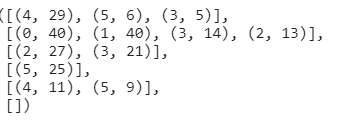 ([(4, 29), (5, 6), (3, 5)],
[(0, 40), (1, 40), (3, 14), (2, 13)],
[(2, 27), (3, 21)],
[(5, 25)],
[(4, 11), (5, 9)],
[])